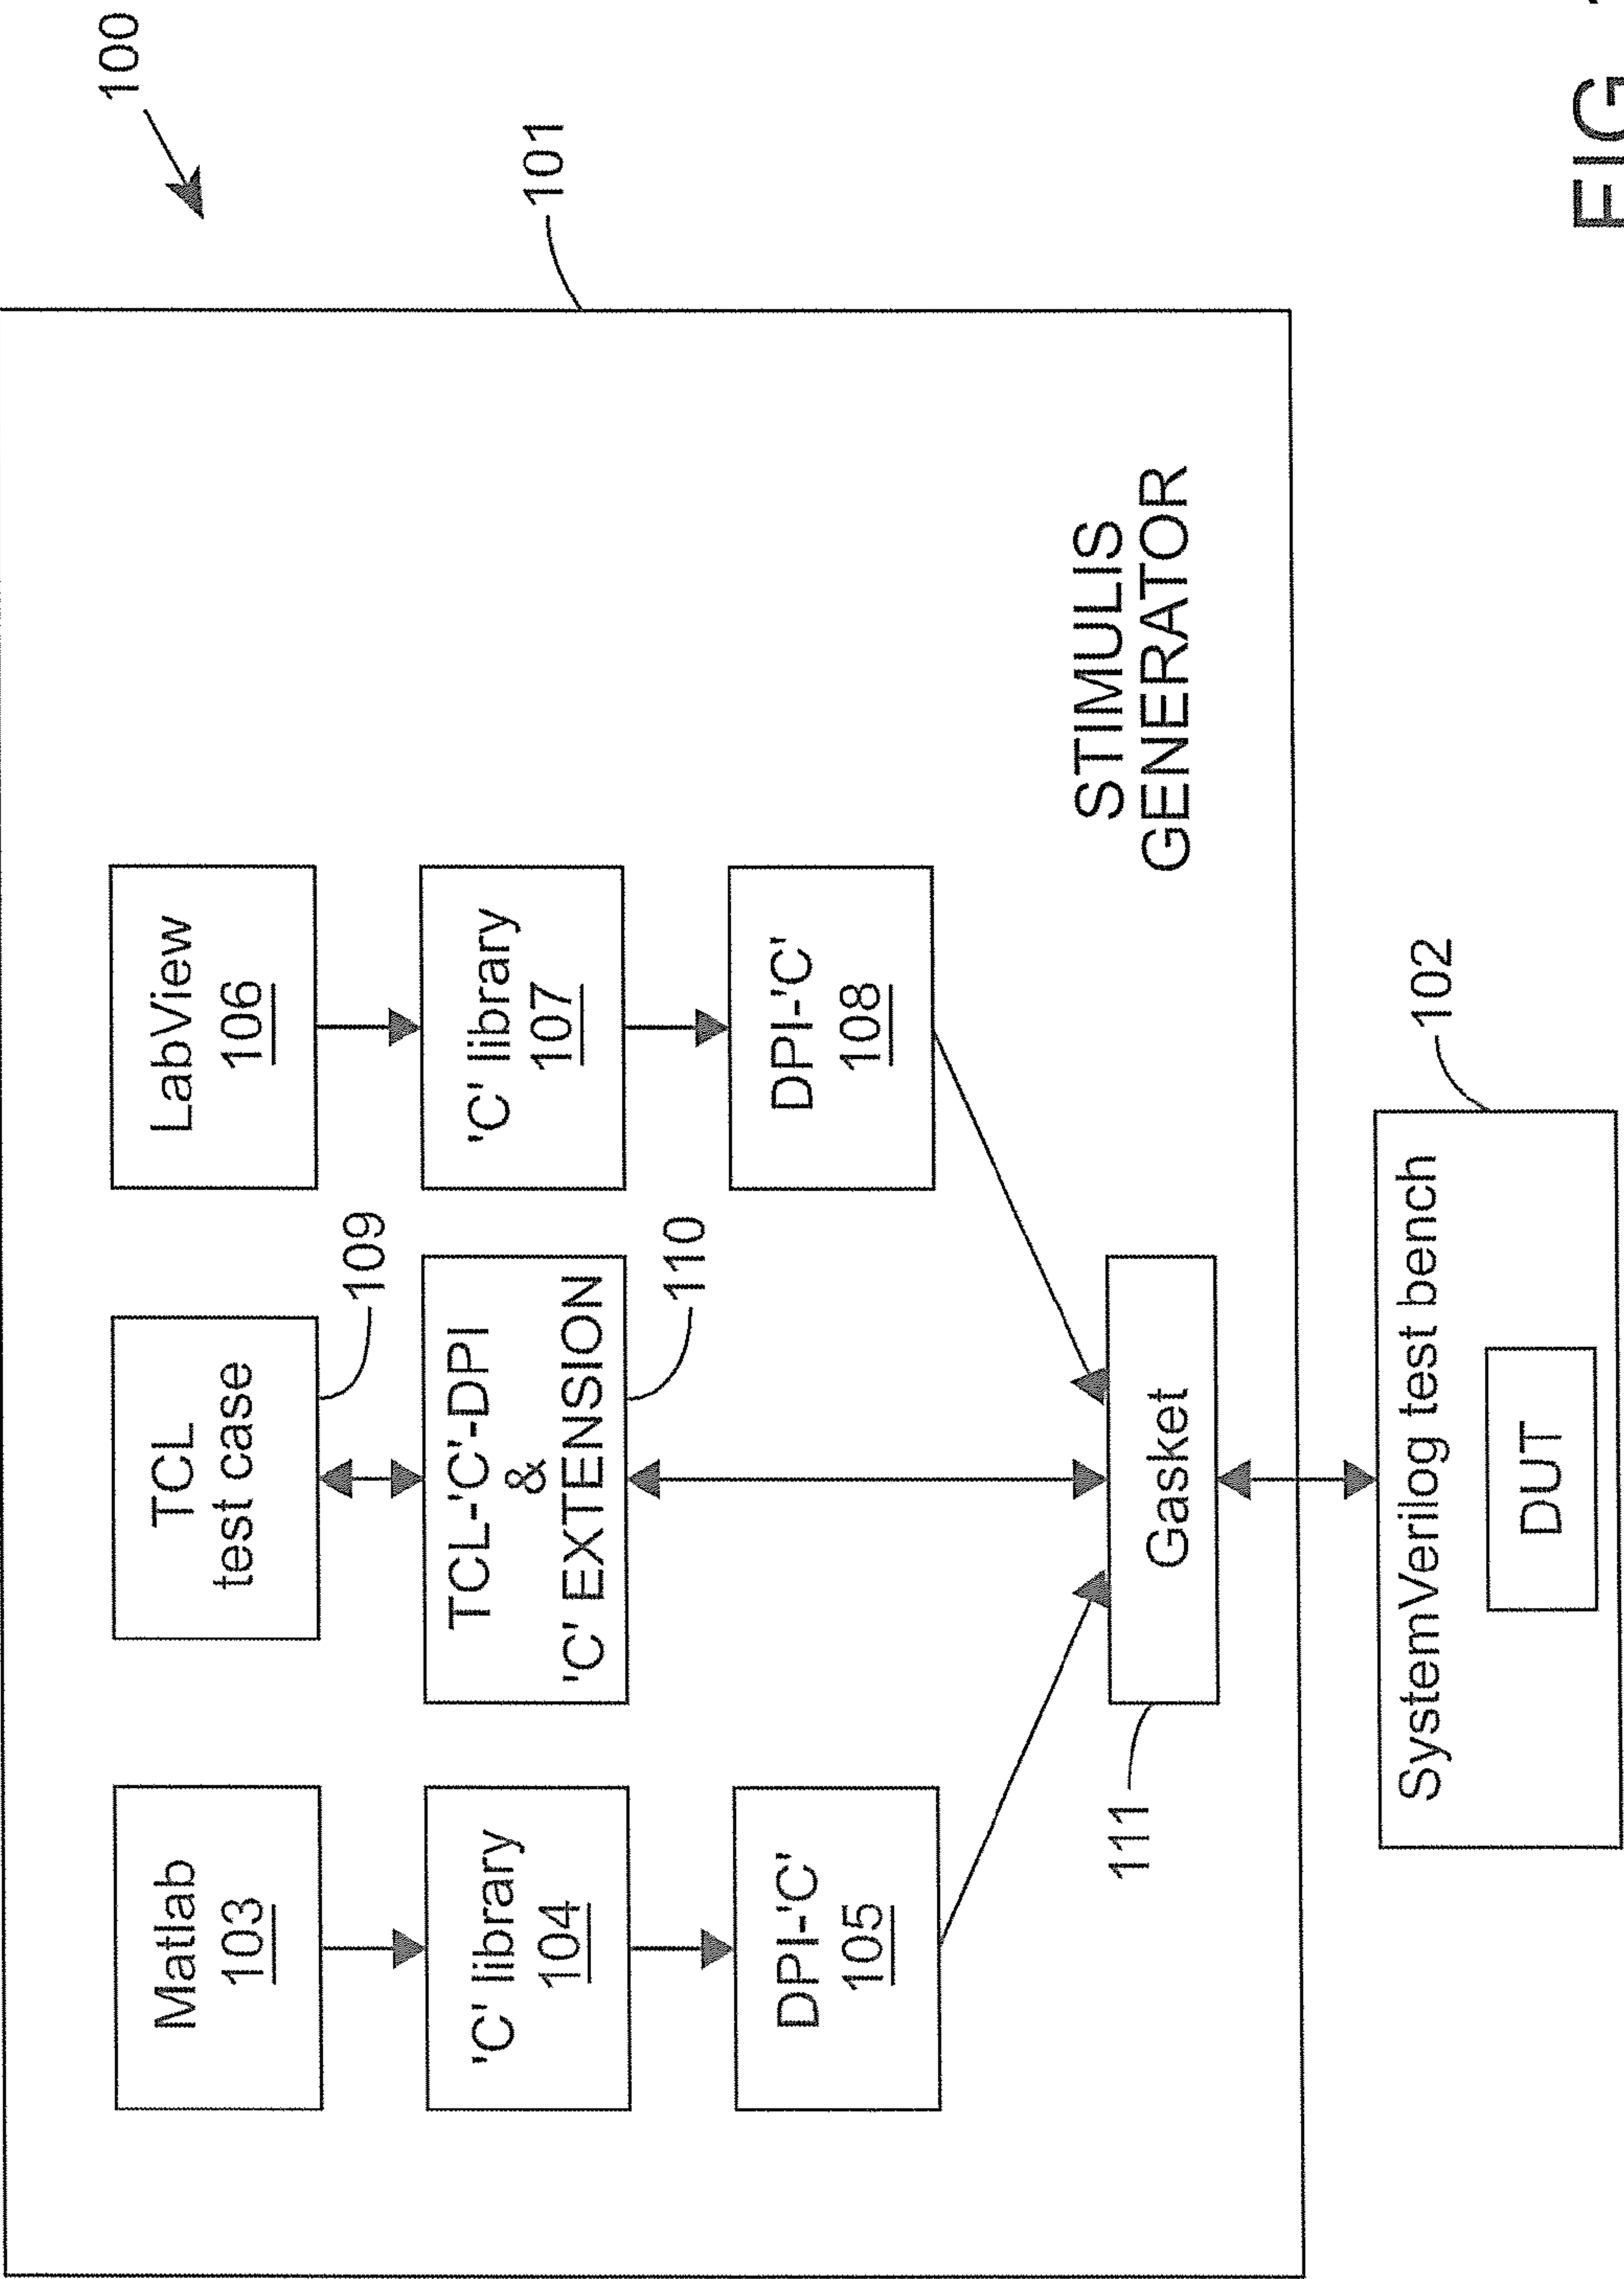 100
101
Matlab
103
TCL
test case
109
LabView
106
'C' library
104
TCL-'C'-DPI
&
'C' EXTENSION
110
'C' library
107
DPI-'C'
105
DPI-'C'
108
STIMULIS
GENERATOR
111
Gasket
102
SystemVerilog test bench
DUT
FIG